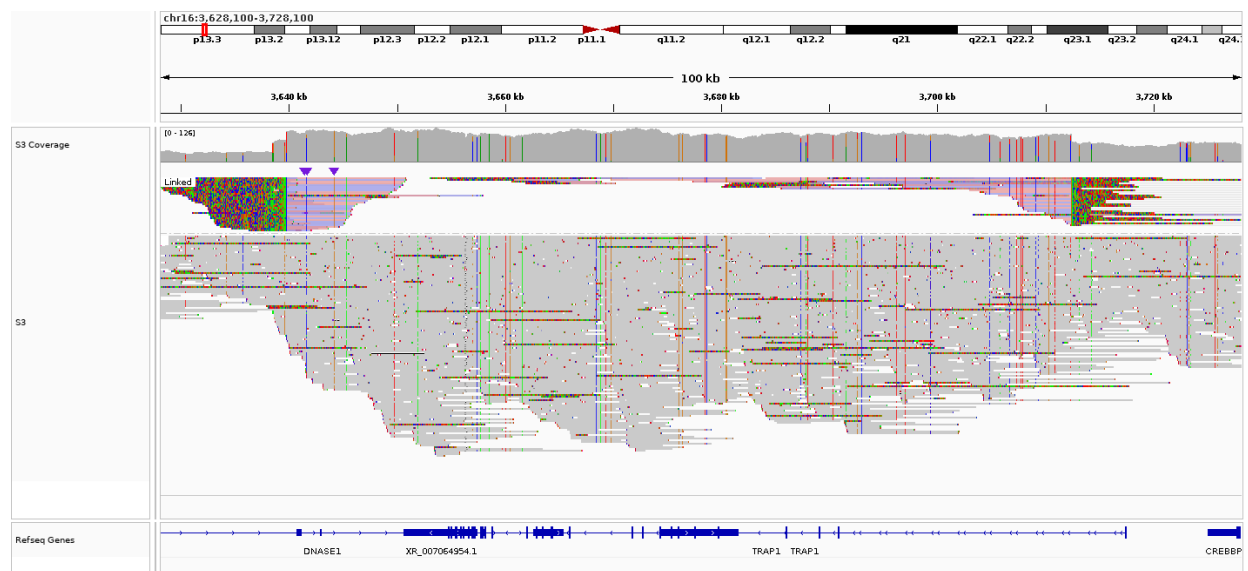 chr16:3,628,100-3,728,100
p13.3 p13.2 p13.12 p12.3 p12.2 p12.1 p11.2 p11.1 q11.2 q12.1 q12.2 q21 q22.1 q22.2 q23.1 q23.2 q24.1 q24.
100 kb
3,640 kb 3,660 kb 3,680 kb 3,700 kb 3,720 kb
S3 Coverage
[0 - 126]
Linked
S3
Refseq Genes
DNASE1 XR_007064954.1 TRAP1 TRAP1 CREBBP